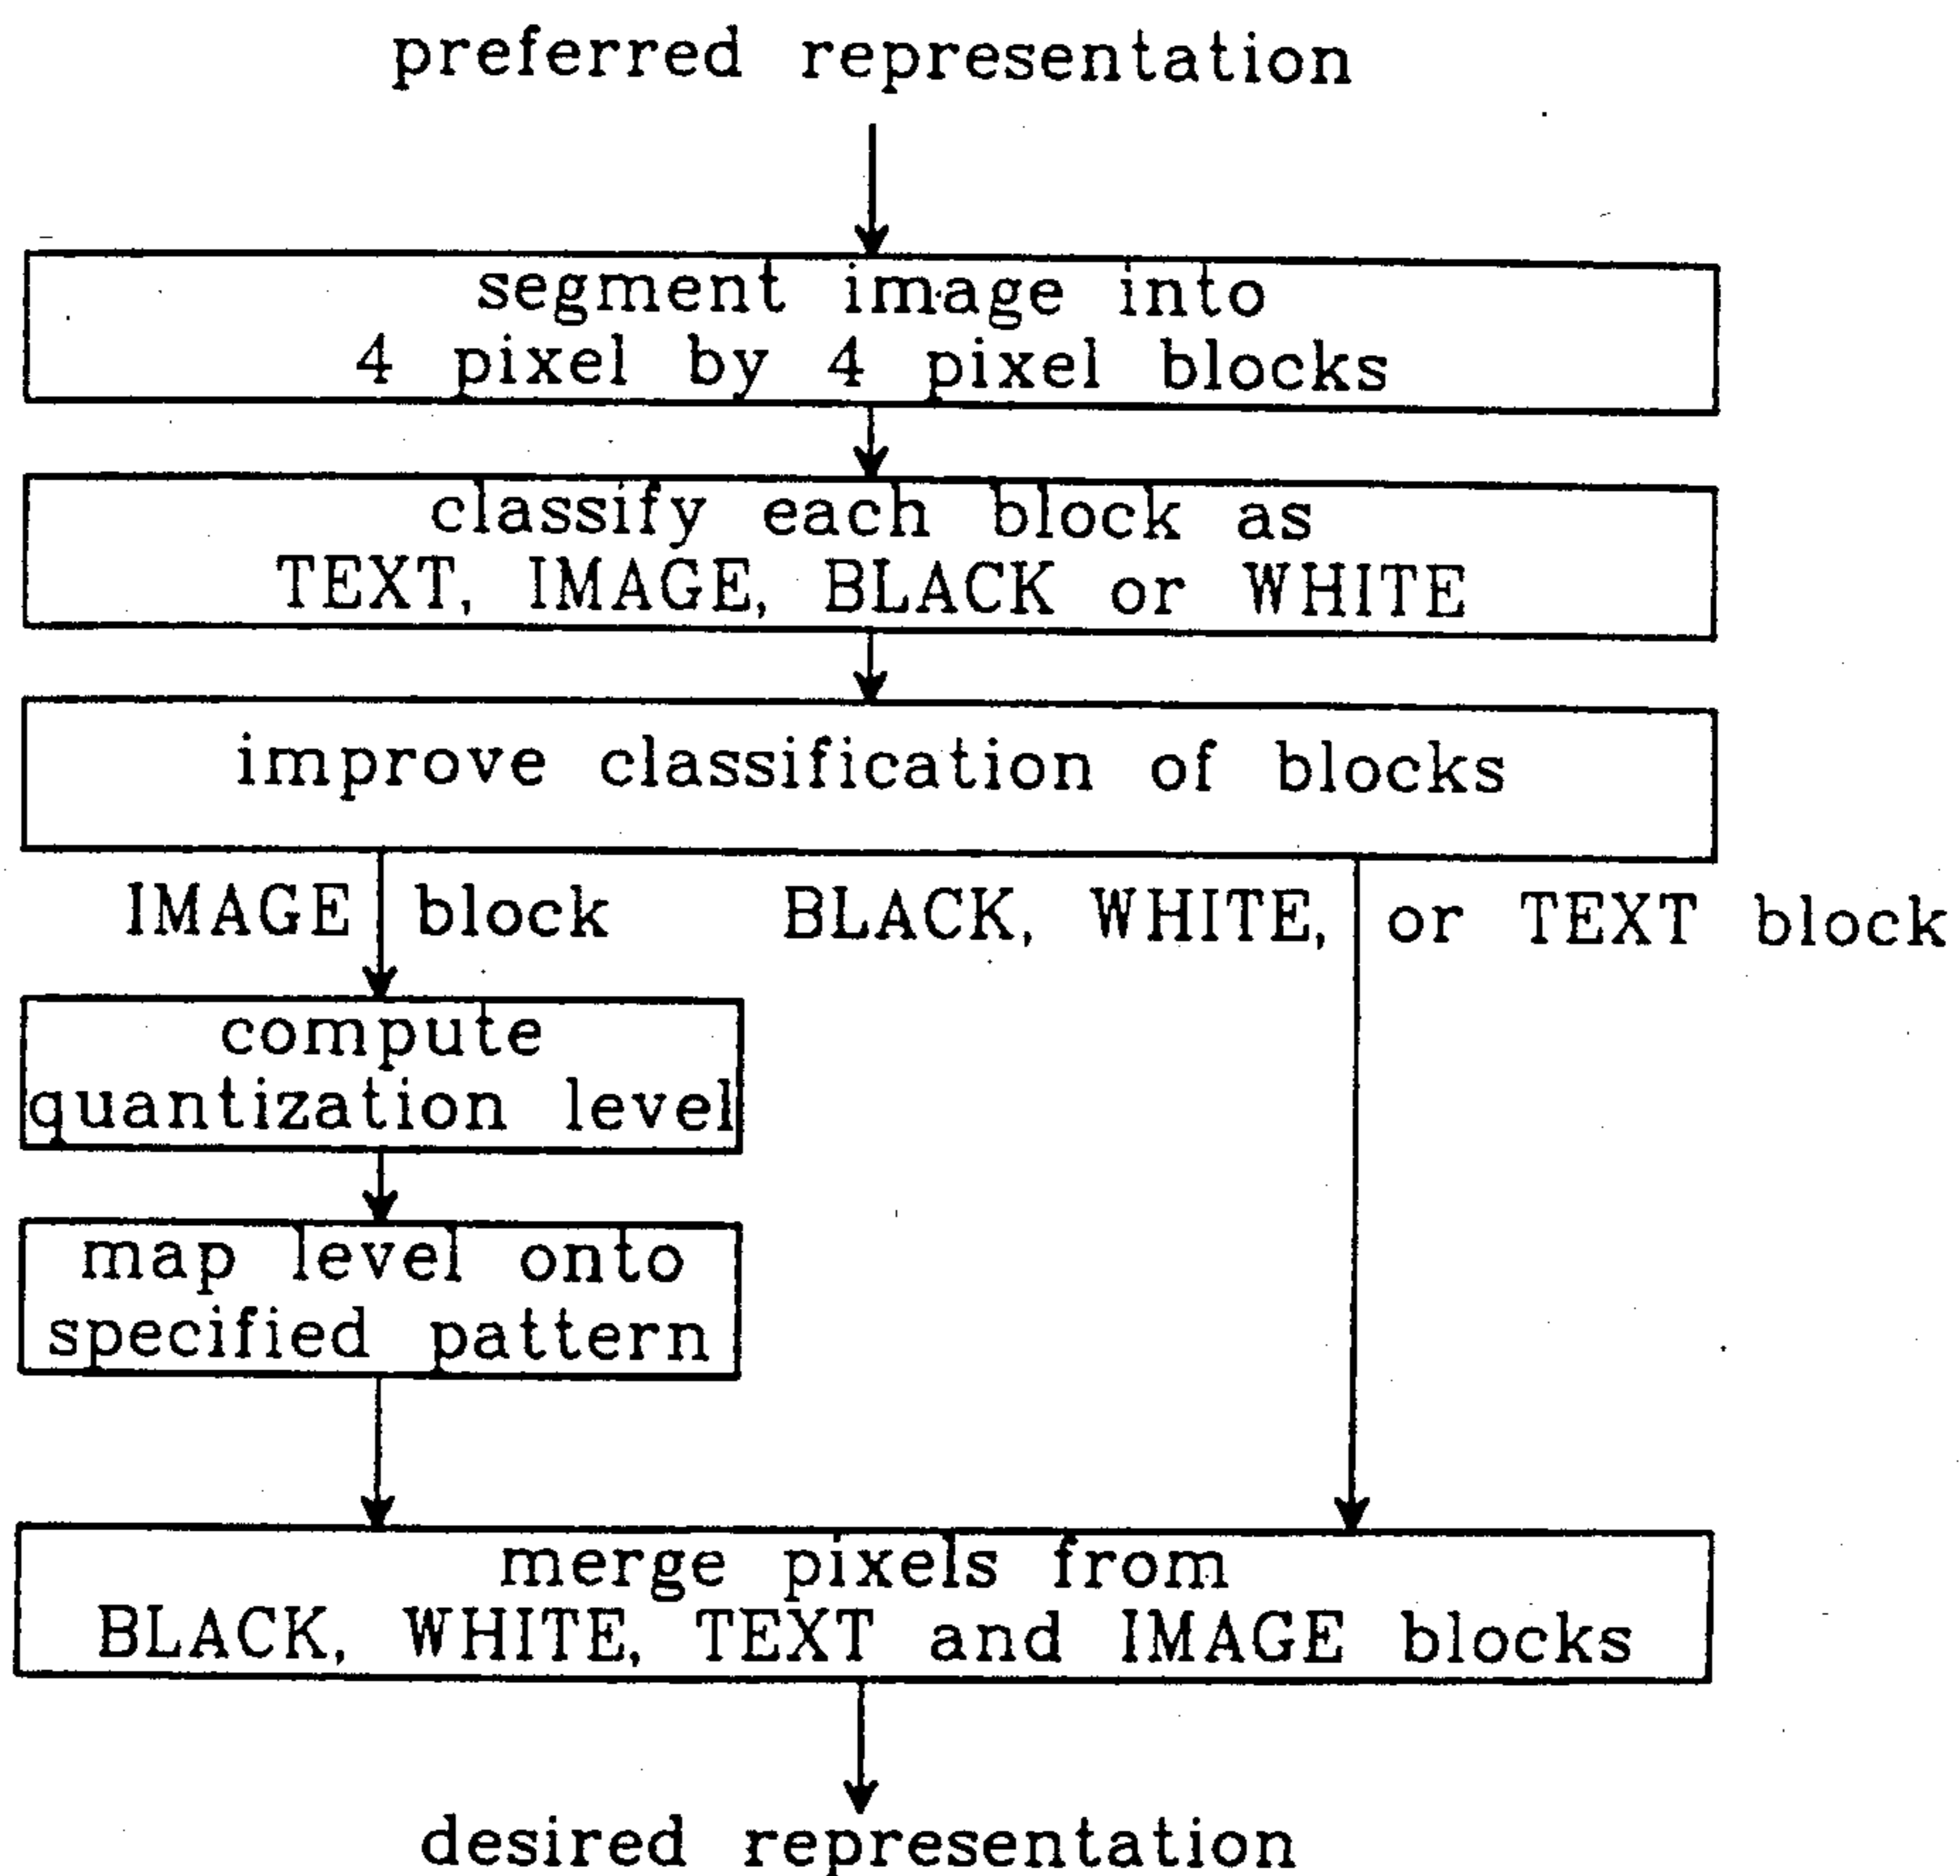 preferred representation
segment image into
4 pixel by 4 pixel blocks
classify each block as
TEXT, IMAGE, BLACK or WHITE
improve classification of blocks
IMAGE block
BLACK, WHITE, or TEXT block
compute
quantization level
map level onto
specified pattern
merge pixels from
BLACK, WHITE, TEXT and IMAGE blocks
desired representation